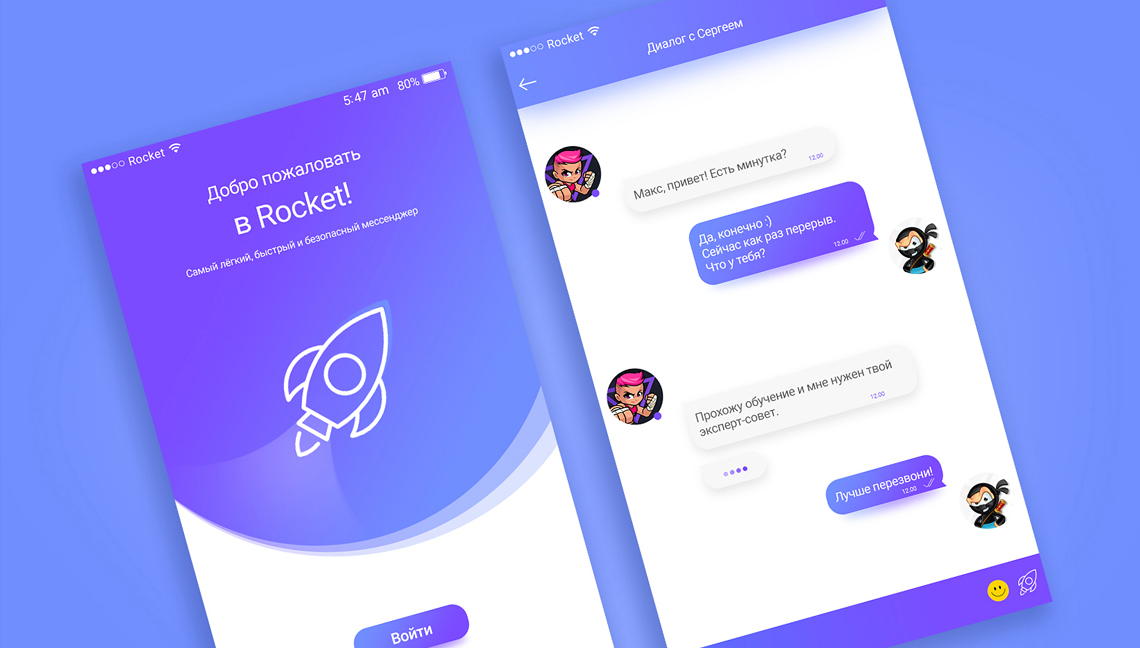 Rocket
5:47 am 80%
Добро пожаловать
в Rocket!
Самый лёгкий, быстрый и безопасный мессенджер
Войти
Rocket
Диалог с Сергеем
Макс, привет! Есть минутка?
12.00
Да, конечно :)
Сейчас как раз перерыв.
Что у тебя?
12.00
Прохожу обучение и мне нужен твой
эксперт-совет.
12.00
Лучше перезвони!
12.00